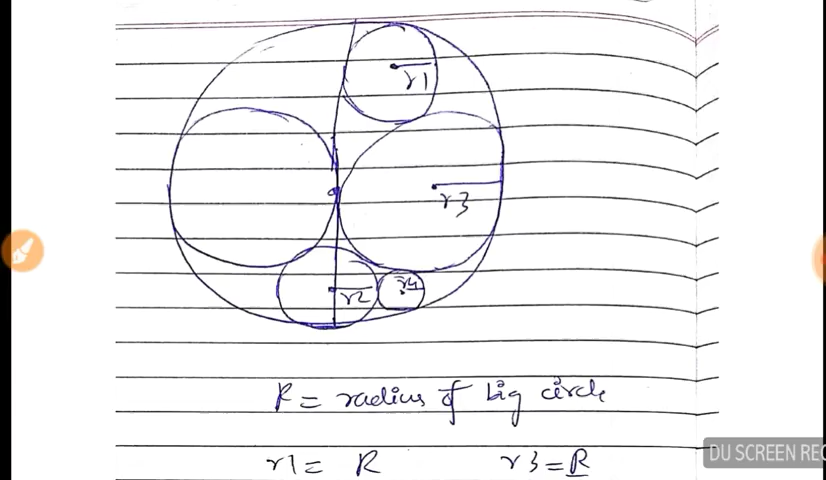 r1
r3
r2
r4
R = radius of big circle
r1 = R r3 = R
DU SCREEN REC